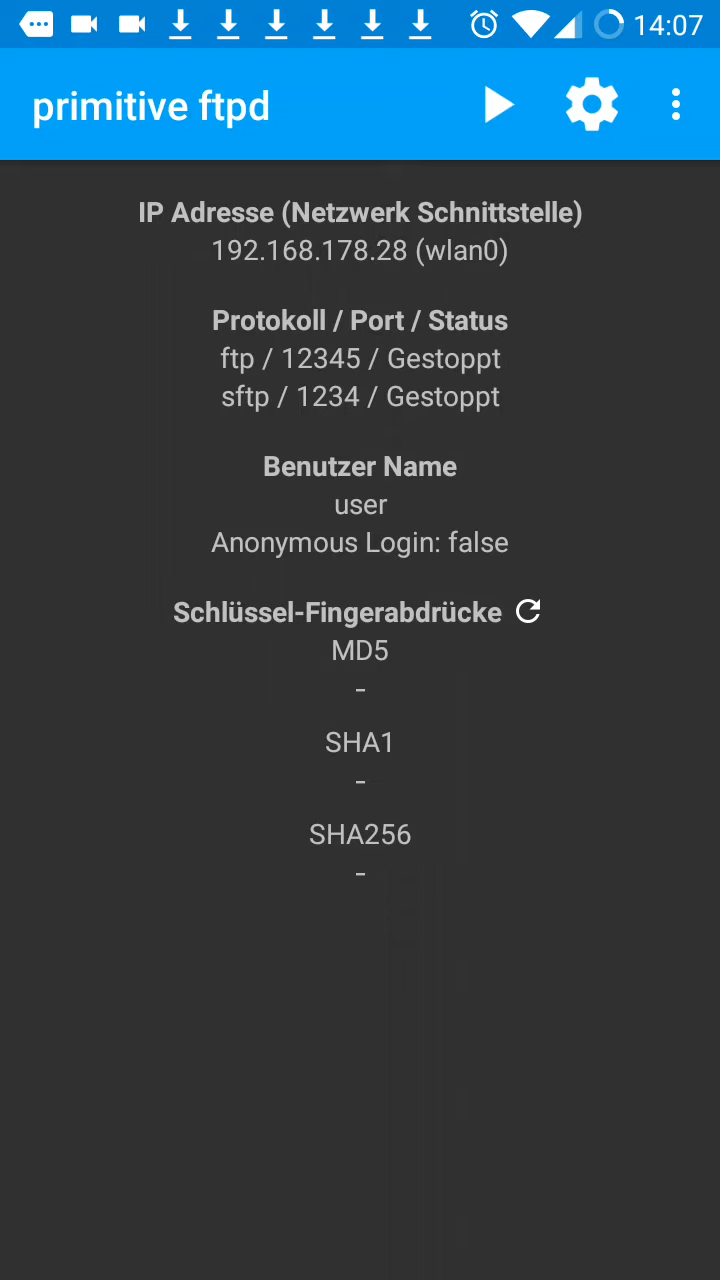 14:07
primitive ftpd
IP Adresse (Netzwerk Schnittstelle)
192.168.178.28 (wlan0)
Protokoll / Port / Status
ftp / 12345 / Gestoppt
sftp / 1234 / Gestoppt
Benutzer Name
user
Anonymous Login: false
Schlüssel-Fingerabdrücke
MD5
-
SHA1
-
SHA256
-